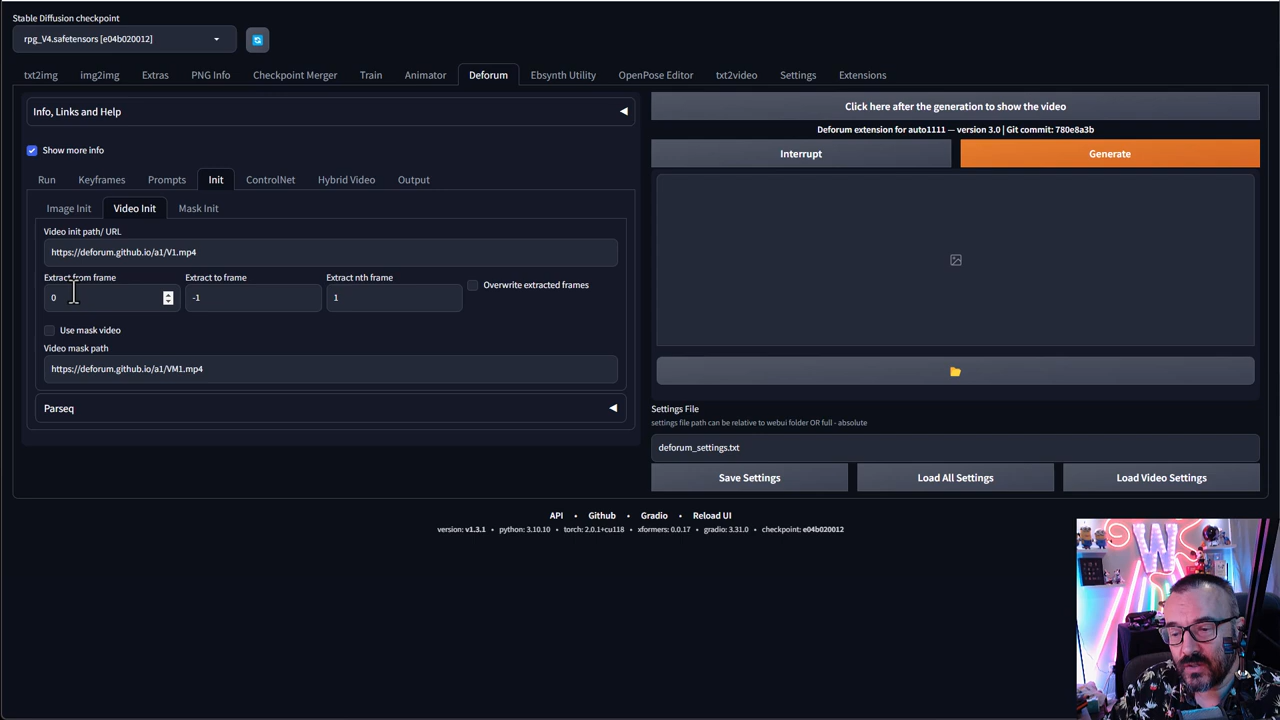 Stable Diffusion checkpoint
rpg_V4.safetensors [e04b020012]
txt2img img2img Extras PNG Info Checkpoint Merger Train Animator Deforum Ebsynth Utility OpenPose Editor txt2video Settings Extensions
Info, Links and Help
Show more info
Run Keyframes Prompts Init ControlNet Hybrid Video Output
Image Init Video Init Mask Init
Video init path/ URL
https://deforum.github.io/a1/V1.mp4
Extract from frame Extract to frame Extract nth frame
0 -1 1
Overwrite extracted frames
Use mask video
Video mask path
https://deforum.github.io/a1/VM1.mp4
Parseq
Click here after the generation to show the video
Deforum extension for auto1111 — version 3.0 | Git commit: 780e8a3b
Interrupt Generate
Settings File
settings file path can be relative to webui folder OR full - absolute
deforum_settings.txt
Save Settings Load All Settings Load Video Settings
API • Github • Gradio • Reload UI
version: v1.3.1 • python: 3.10.10 • torch: 2.0.1+cu118 • xformers: 0.0.17 • gradio: 3.31.0 • checkpoint: e04b020012
W